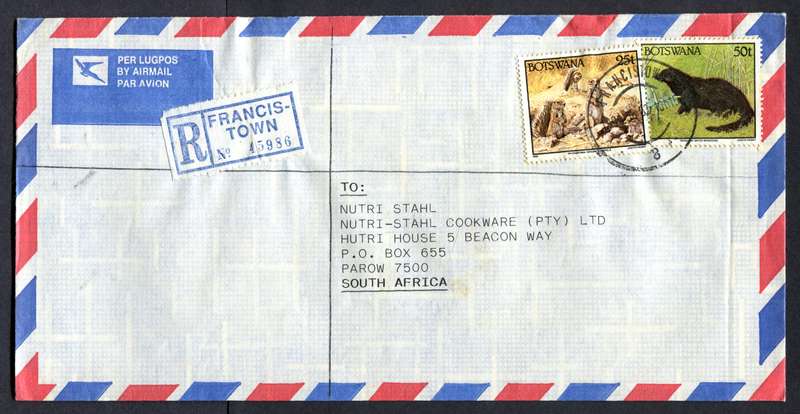 PER LUGPOS
BY AIRMAIL
PAR AVION
R
FRANCIS-
TOWN
Nº 45986
BOTSWANA 25t
BOTSWANA 50t
TO:
NUTRI STAHL
NUTRI-STAHL COOKWARE (PTY) LTD
HUTRI HOUSE 5 BEACON WAY
P.O. BOX 655
PAROW 7500
SOUTH AFRICA